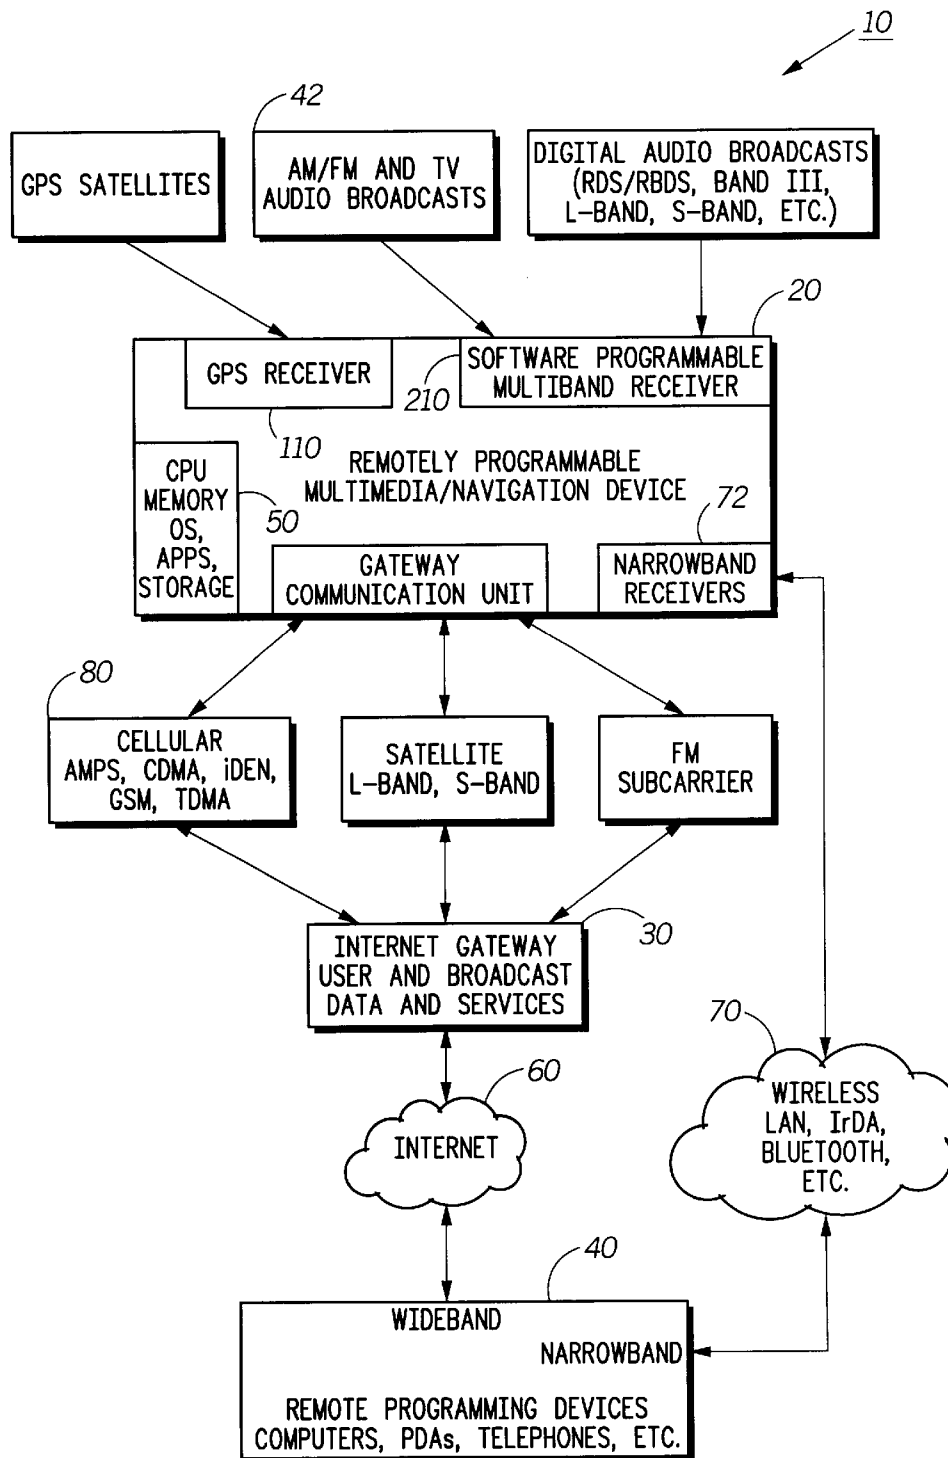 10
42
GPS SATELLITES
AM/FM AND TV
AUDIO BROADCASTS
DIGITAL AUDIO BROADCASTS
(RDS/RBDS, BAND III,
L-BAND, S-BAND, ETC.)
20
GPS RECEIVER
210
SOFTWARE PROGRAMMABLE
MULTIBAND RECEIVER
110
CPU
MEMORY
OS,
APPS,
STORAGE
50
REMOTELY PROGRAMMABLE
MULTIMEDIA/NAVIGATION DEVICE
72
GATEWAY
COMMUNICATION UNIT
NARROWBAND
RECEIVERS
80
CELLULAR
AMPS, CDMA, iDEN,
GSM, TDMA
SATELLITE
L-BAND, S-BAND
FM
SUBCARRIER
30
INTERNET GATEWAY
USER AND BROADCAST
DATA AND SERVICES
60
INTERNET
70
WIRELESS
LAN, IrDA,
BLUETOOTH,
ETC.
40
WIDEBAND
NARROWBAND
REMOTE PROGRAMMING DEVICES
COMPUTERS, PDAs, TELEPHONES, ETC.